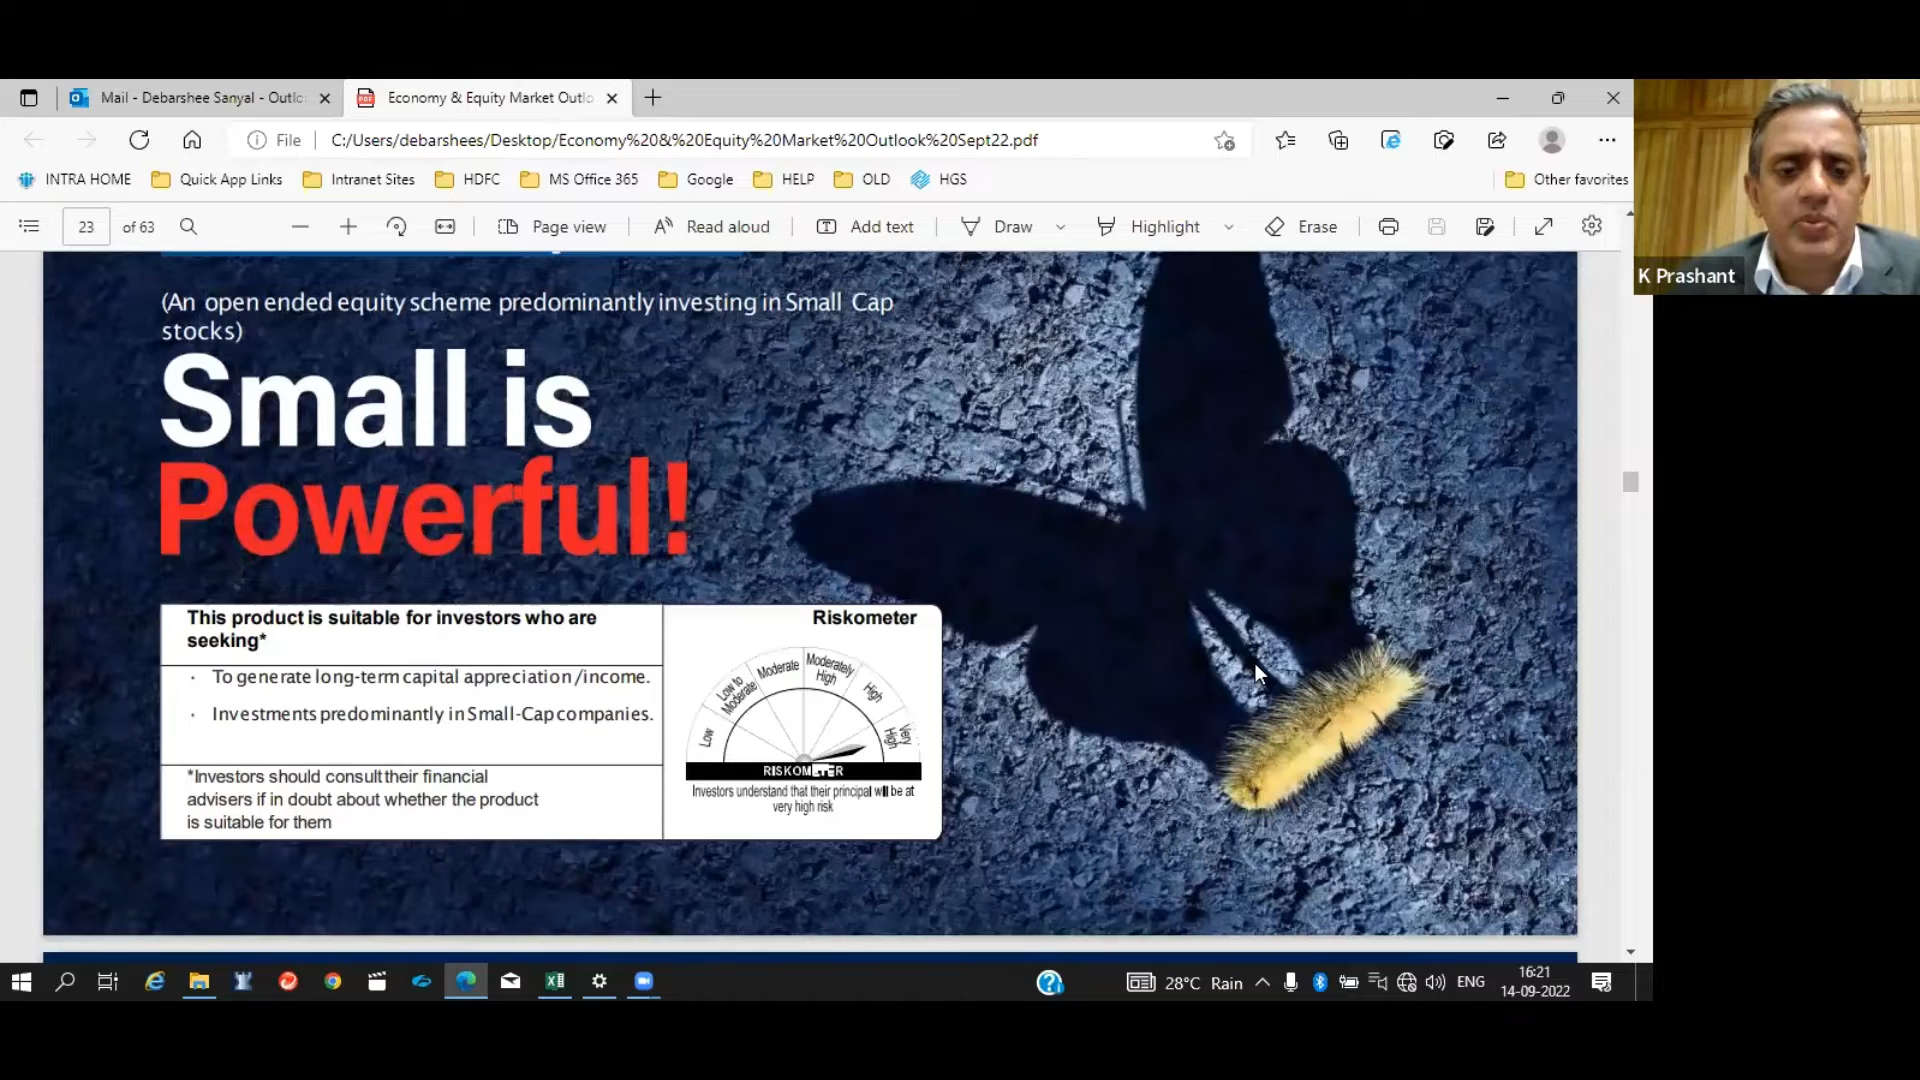 Mail - Debarshee Sanyal - Outlo
Economy & Equity Market Outlo
File
C:/Users/debarshees/Desktop/Economy%20&%20Equity%20Market%20Outlook%20Sept22.pdf
INTRA HOME
Quick App Links
Intranet Sites
HDFC
MS Office 365
Google
HELP
OLD
HGS
Other favorites
23 of 63
Page view
Read aloud
Add text
Draw
Highlight
Erase
K Prashant
(An open ended equity scheme predominantly investing in Small Cap
stocks)
Small is
Powerful!
This product is suitable for investors who are
seeking*
· To generate long-term capital appreciation /income.
· Investments predominantly in Small-Cap companies.
*Investors should consult their financial
advisers if in doubt about whether the product
is suitable for them
Riskometer
Low
Low to
Moderate
Moderate
Moderately
High
High
Very
High
RISKOMETER
Investors understand that their principal will be at
very high risk
28°C Rain
ENG
16:21
14-09-2022